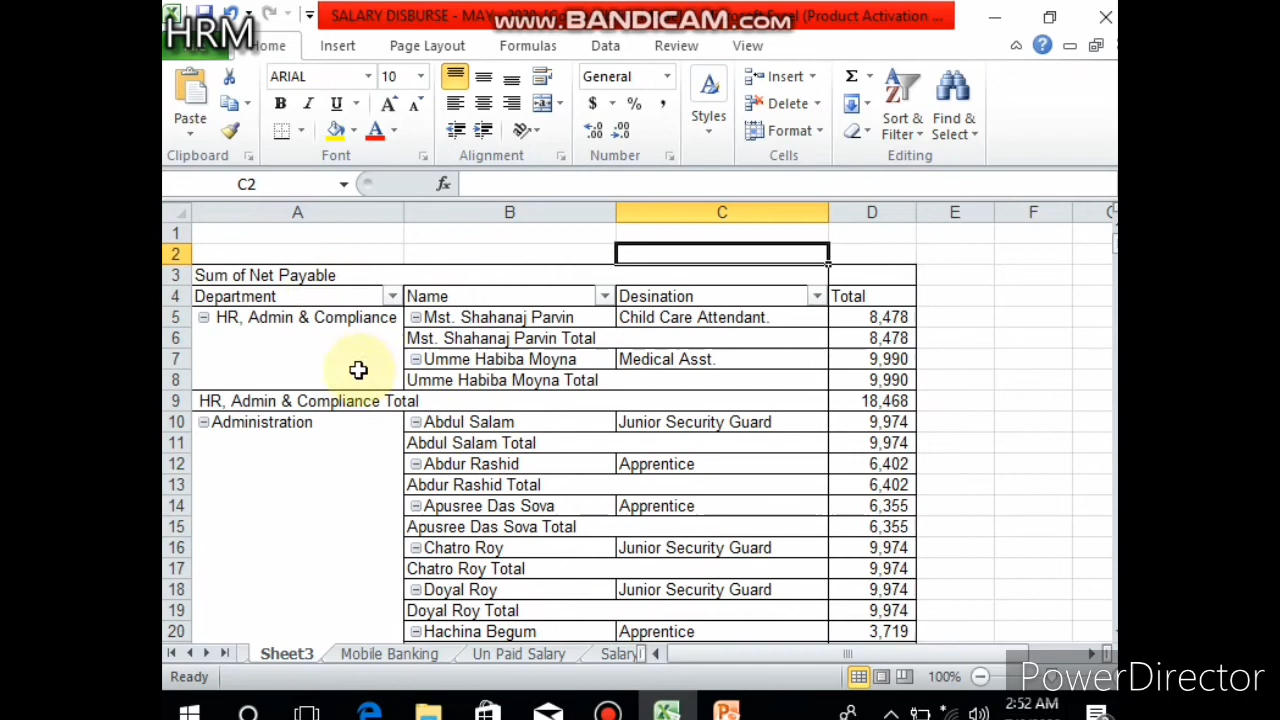 SALARY DISBURSE - MAY
(Product Activation ...
www.BANDICAM.com
HRM
Home Insert Page Layout Formulas Data Review View
ARIAL 10 General Insert Σ
Paste B I U A A $ % , Styles Delete Sort & Find &
Format Filter Select
Clipboard Font Alignment Number Cells Editing
C2 fx
A B C D E F
1
2
3 Sum of Net Payable
4 Department Name Desination Total
5 HR, Admin & Compliance Mst. Shahanaj Parvin Child Care Attendant. 8,478
6 Mst. Shahanaj Parvin Total 8,478
7 Umme Habiba Moyna Medical Asst. 9,990
8 Umme Habiba Moyna Total 9,990
9 HR, Admin & Compliance Total 18,468
10 Administration Abdul Salam Junior Security Guard 9,974
11 Abdul Salam Total 9,974
12 Abdur Rashid Apprentice 6,402
13 Abdur Rashid Total 6,402
14 Apusree Das Sova Apprentice 6,355
15 Apusree Das Sova Total 6,355
16 Chatro Roy Junior Security Guard 9,974
17 Chatro Roy Total 9,974
18 Doyal Roy Junior Security Guard 9,974
19 Doyal Roy Total 9,974
20 Hachina Begum Apprentice 3,719
Sheet3 Mobile Banking Un Paid Salary Salary
Ready 100%
PowerDirector
2:52 AM